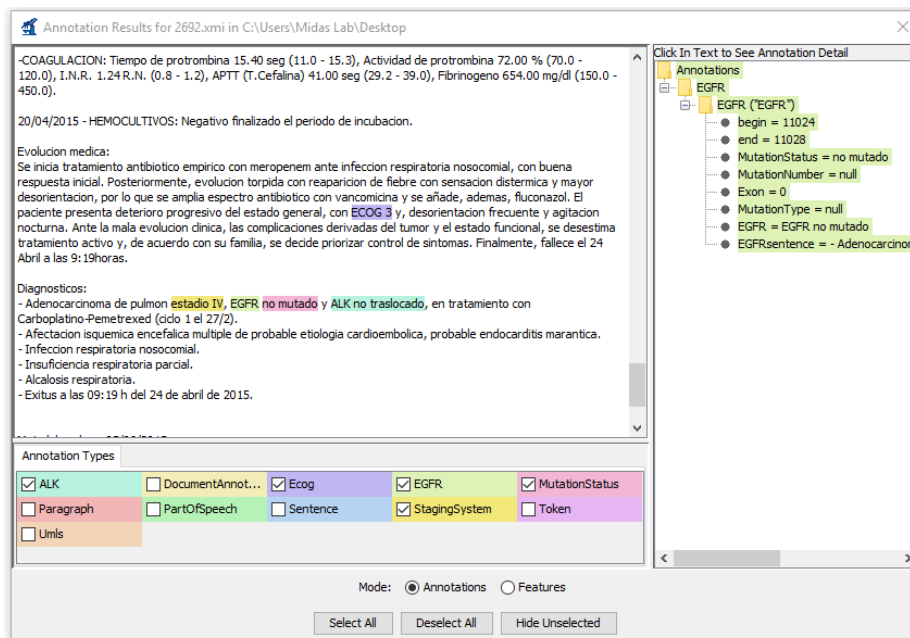 Annotation Results for 2692.xmi in C:\Users\Midas Lab\Desktop
-COAGULACION: Tiempo de protrombina 15.40 seg (11.0 - 15.3), Actividad de protrombina 72.00 % (70.0 -
120.0), I.N.R. 1.24 R.N. (0.8 - 1.2), APTT (T.Cefalina) 41.00 seg (29.2 - 39.0), Fibrinogeno 654.00 mg/dl (150.0 -
450.0).
20/04/2015 - HEMOCULTIVOS: Negativo finalizado el periodo de incubacion.
Evolucion medica:
Se inicia tratamiento antibiotico empirico con meropenem ante infeccion respiratoria nosocomial, con buena
respuesta inicial. Posteriormente, evolucion torpida con reaparicion de fiebre con sensacion distermica y mayor
desorientacion, por lo que se amplia espectro antibiotico con vancomicina y se añade, ademas, fluconazol. El
paciente presenta deterioro progresivo del estado general, con ECOG 3 y, desorientacion frecuente y agitacion
nocturna. Ante la mala evolucion clinica, las complicaciones derivadas del tumor y el estado funcional, se desestima
tratamiento activo y, de acuerdo con su familia, se decide priorizar control de sintomas. Finalmente, fallece el 24
Abril a las 9:19horas.
Diagnosticos:
- Adenocarcinoma de pulmon estadio IV, EGFR no mutado y ALK no traslocado, en tratamiento con
Carboplatino-Pemetrexed (ciclo 1 el 27/2).
- Afectacion isquemica encefalica multiple de probable etiologia cardioembolica, probable endocarditis marantica.
- Infeccion respiratoria nosocomial.
- Insuficiencia respiratoria parcial.
- Alcalosis respiratoria.
- Exitus a las 09:19 h del 24 de abril de 2015.
Click In Text to See Annotation Detail
Annotations
EGFR
EGFR ("EGFR")
begin = 11024
end = 11028
MutationStatus = no mutado
MutationNumber = null
Exon = 0
MutationType = null
EGFR = EGFR no mutado
EGFRsentence = - Adenocarcinor
Annotation Types
ALK DocumentAnnot... Ecog EGFR MutationStatus
Paragraph PartOfSpeech Sentence StagingSystem Token
Umls
Mode: Annotations Features
Select All Deselect All Hide Unselected